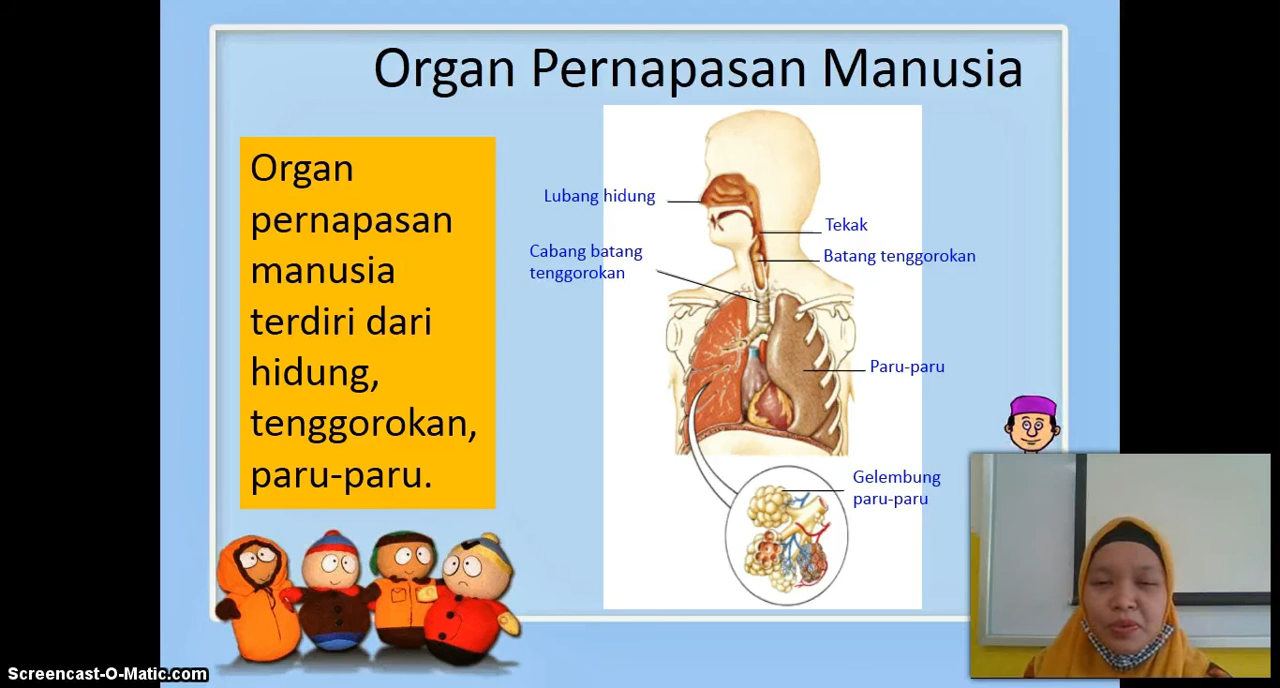 Organ Pernapasan Manusia
Organ
pernapasan
manusia
terdiri dari
hidung,
tenggorokan,
paru-paru.
Lubang hidung
Tekak
Cabang batang
tenggorokan
Batang tenggorokan
Paru-paru
Gelembung
paru-paru
Screencast-O-Matic.com